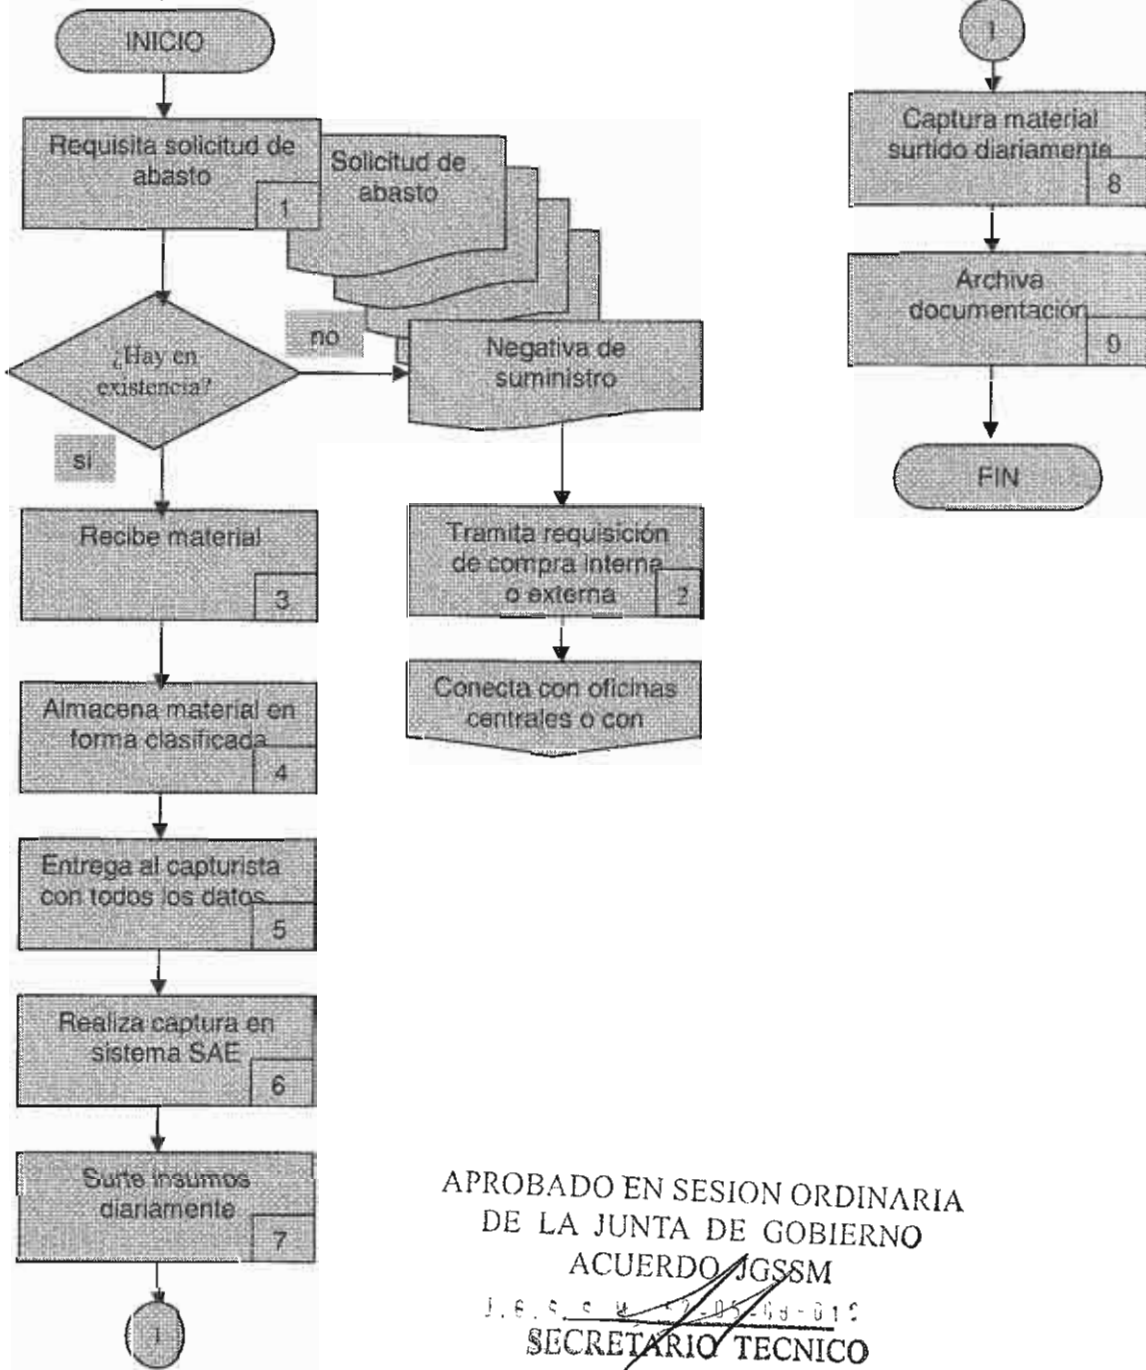 INICIO
Requisita solicitud de
abasto
1
Solicitud de
abasto
¿Hay en
existencia?
no
Negativa de
suministro
si
Recibe material
3
Tramita requisición
de compra interna
o externa
2
Almacena material en
forma clasificada
4
Conecta con oficinas
centrales o con
Entrega al capturista
con todos los datos
5
Realiza captura en
sistema SAE
6
Surte insumos
diariamente
7
1
1
Captura material
surtido diariamente
8
Archiva
documentación
9
FIN
APROBADO EN SESION ORDINARIA
DE LA JUNTA DE GOBIERNO
ACUERDO JGSSM
SECRETARIO TECNICO